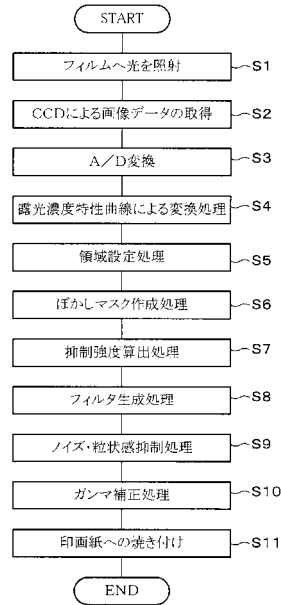 START
フィルムへ光を照射 S1
CCDによる画像データの取得 S2
A／D変換 S3
露光濃度特性曲線による変換処理 S4
領域設定処理 S5
ぼかしマスク作成処理 S6
抑制強度算出処理 S7
フィルタ生成処理 S8
ノイズ・粒状感抑制処理 S9
ガンマ補正処理 S10
印画紙への焼き付け S11
END